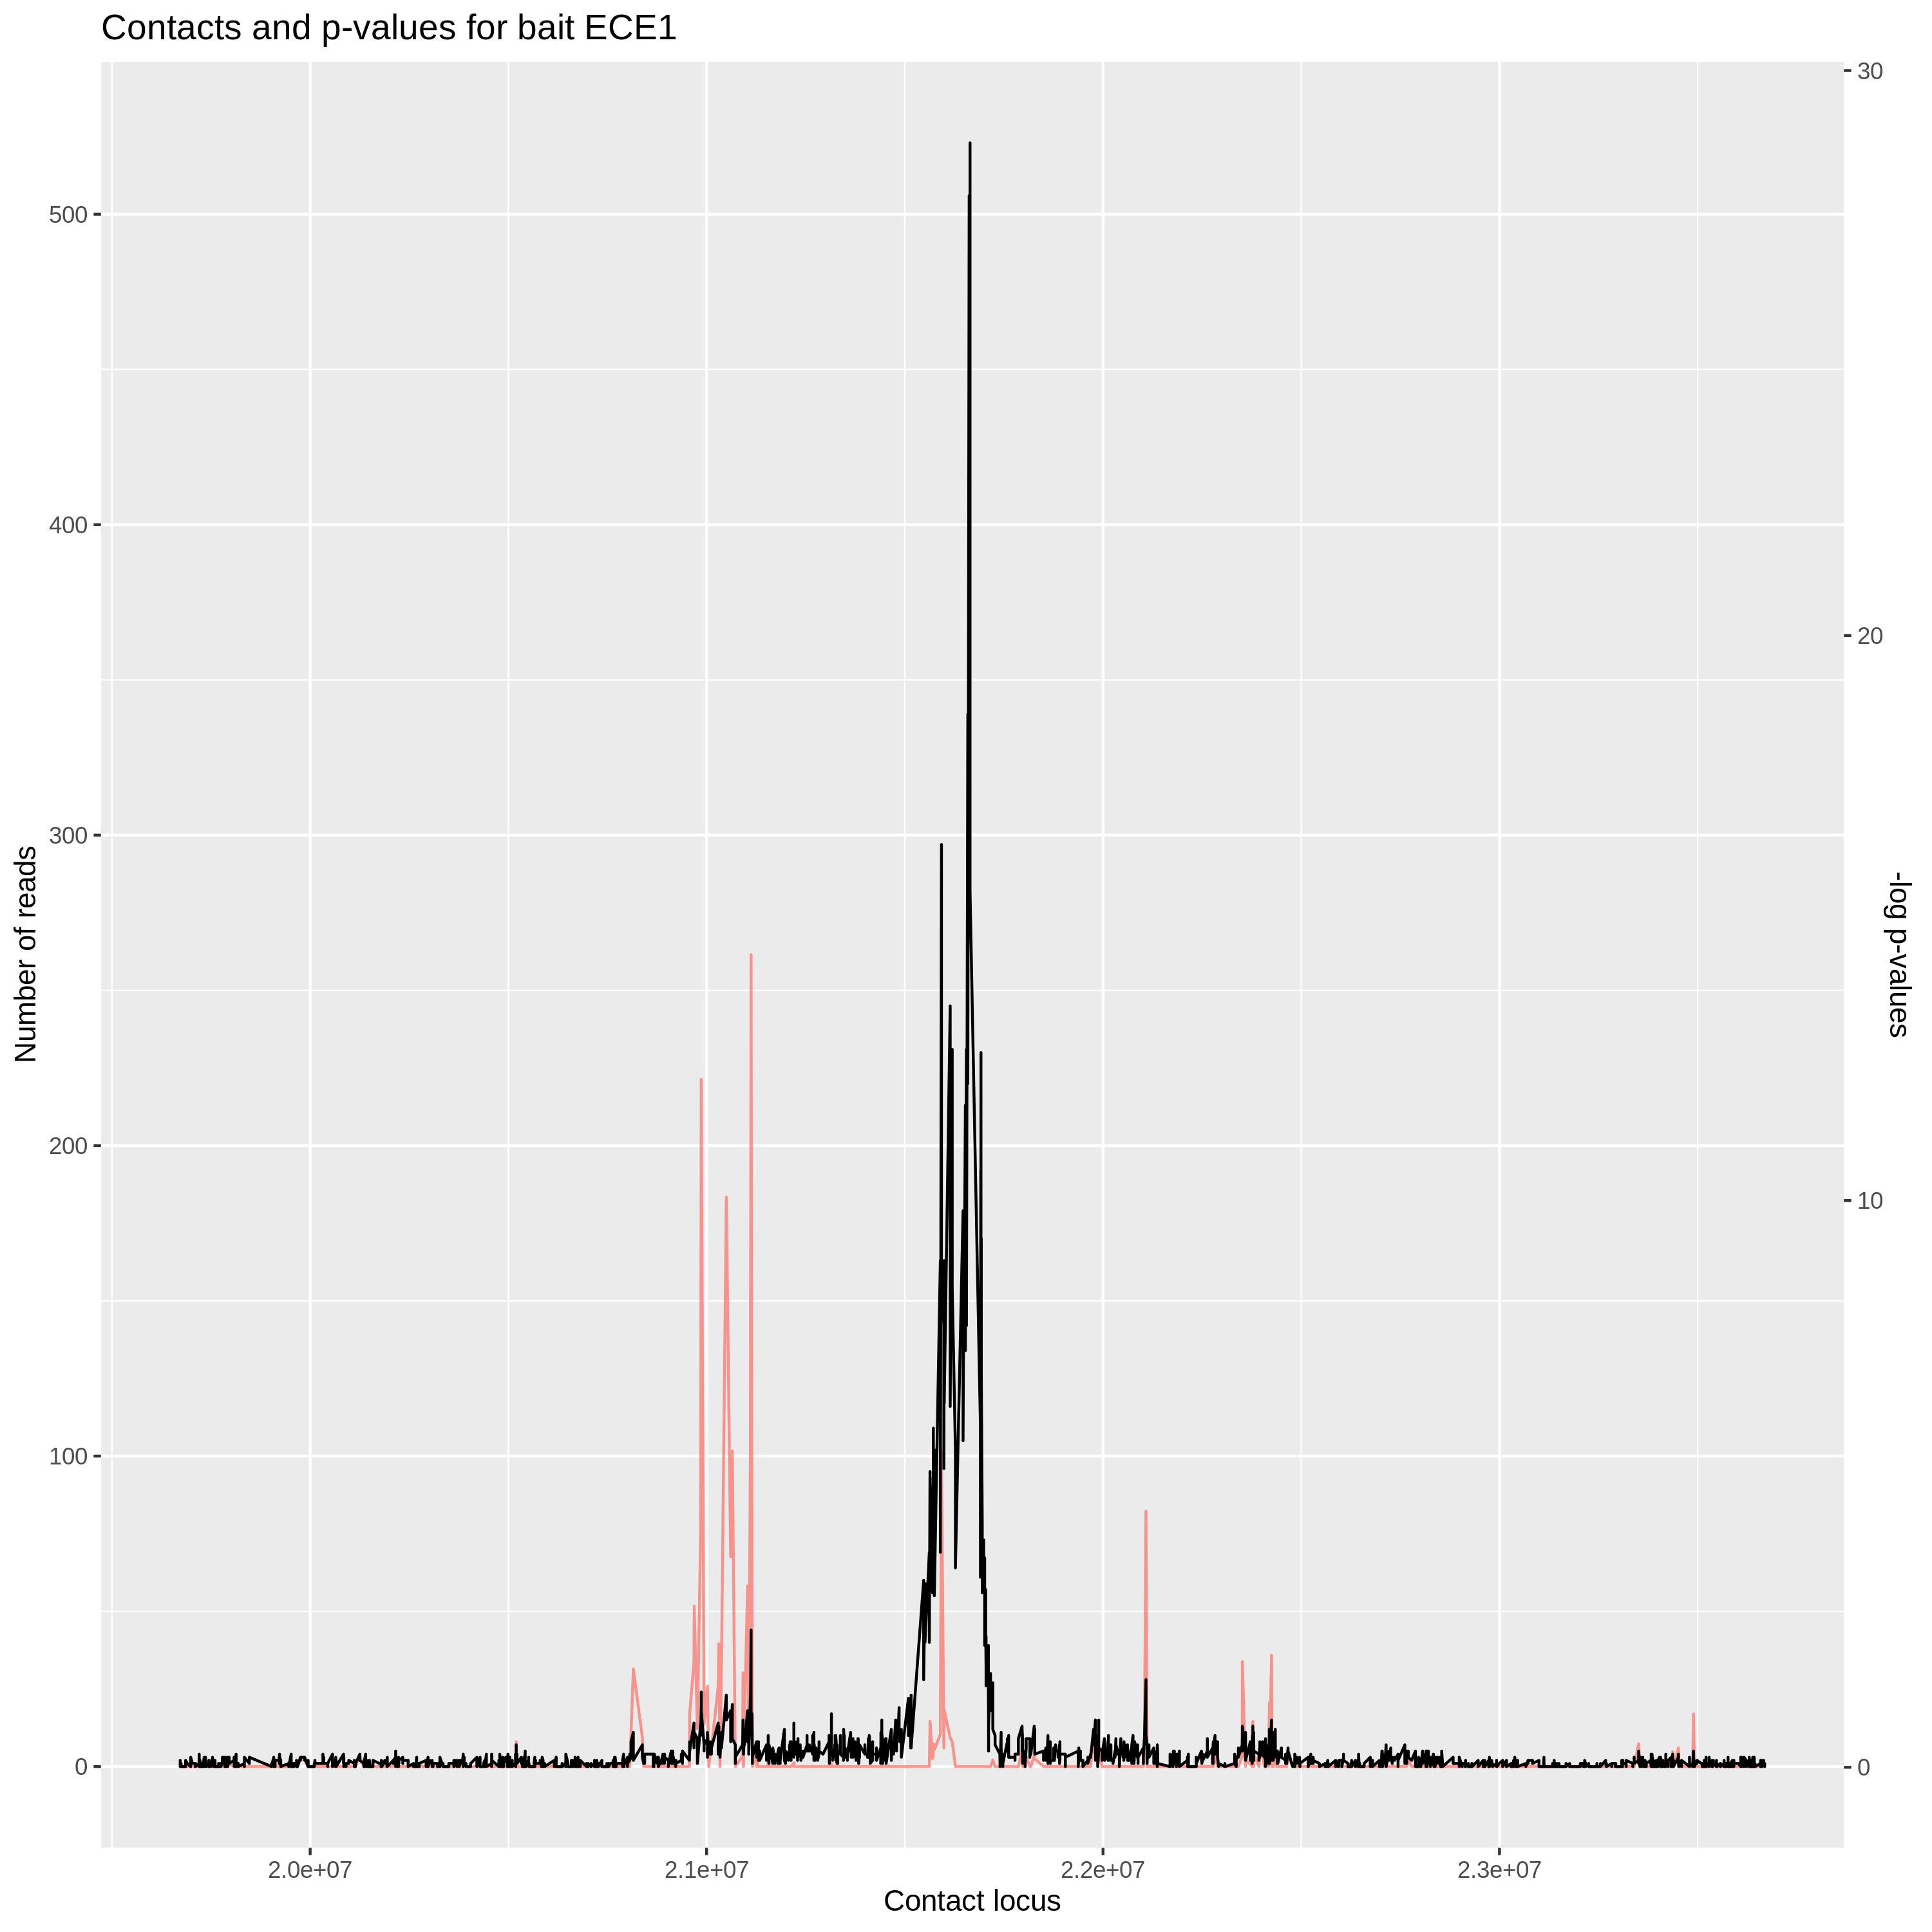 Contacts and p-values for bait ECE1
30
500
400
20
300
Number of reads
-log p-values
200
10
100
0
0
2.0e+07
2.1e+07
2.2e+07
2.3e+07
Contact locus